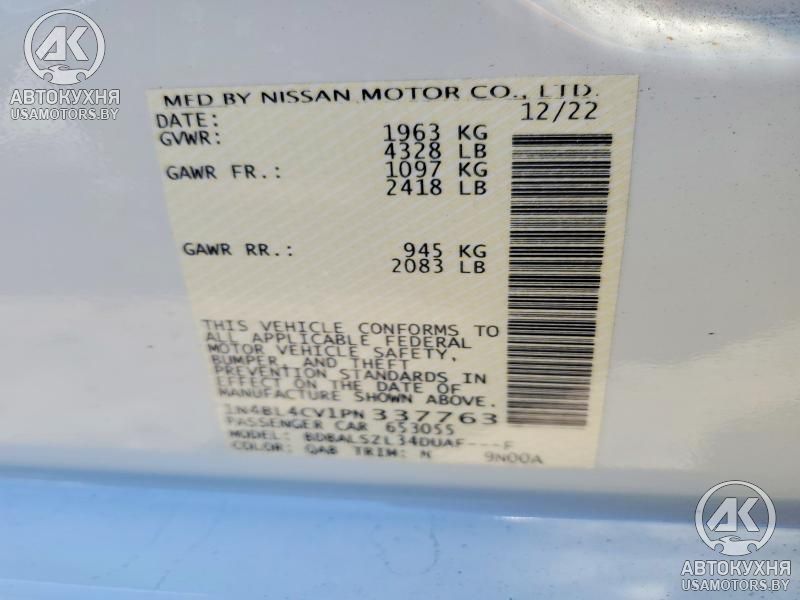 AK
АВТОКУХНЯ
USAMOTORS.BY
MFD BY NISSAN MOTOR CO., LTD.
DATE: 12/22
GVWR: 1963 KG
4328 LB
GAWR FR.: 1097 KG
2418 LB
GAWR RR.: 945 KG
2083 LB
THIS VEHICLE CONFORMS TO
ALL APPLICABLE FEDERAL
MOTOR VEHICLE SAFETY,
BUMPER, AND THEFT
PREVENTION STANDARDS IN
EFFECT ON THE DATE OF
MANUFACTURE SHOWN ABOVE.
1N4BL4CV1PN337763
PASSENGER CAR 653055
MODEL: BDBALSZL34DUAF---F
COLOR: QAB TRIM: N 9N00A
AK
АВТОКУХНЯ
USAMOTORS.BY